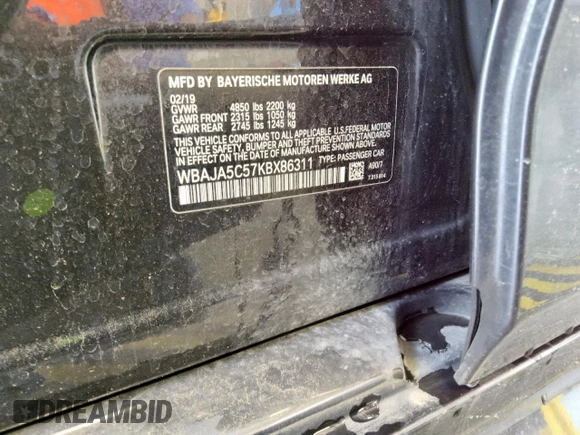 MFD BY BAYERISCHE MOTOREN WERKE AG
02/19
GVWR 4850 lbs 2200 kg
GAWR FRONT 2315 lbs 1050 kg
GAWR REAR 2745 lbs 1245 kg
THIS VEHICLE CONFORMS TO ALL APPLICABLE U.S. FEDERAL MOTOR
VEHICLE SAFETY, BUMPER AND THEFT PREVENTION STANDARDS
IN EFFECT ON THE DATE OF MANUFACTURE SHOWN ABOVE.
WBAJA5C57KBX86311 TYPE: PASSENGER CAR
A90/7
DREAMBID